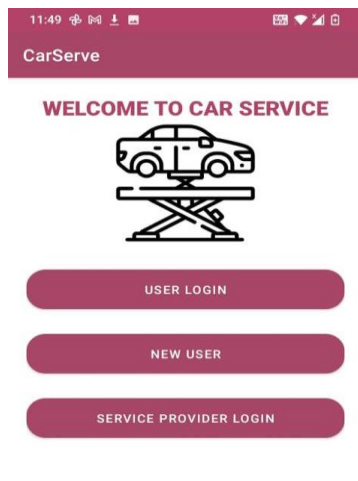 11:49
CarServe
WELCOME TO CAR SERVICE
USER LOGIN
NEW USER
SERVICE PROVIDER LOGIN